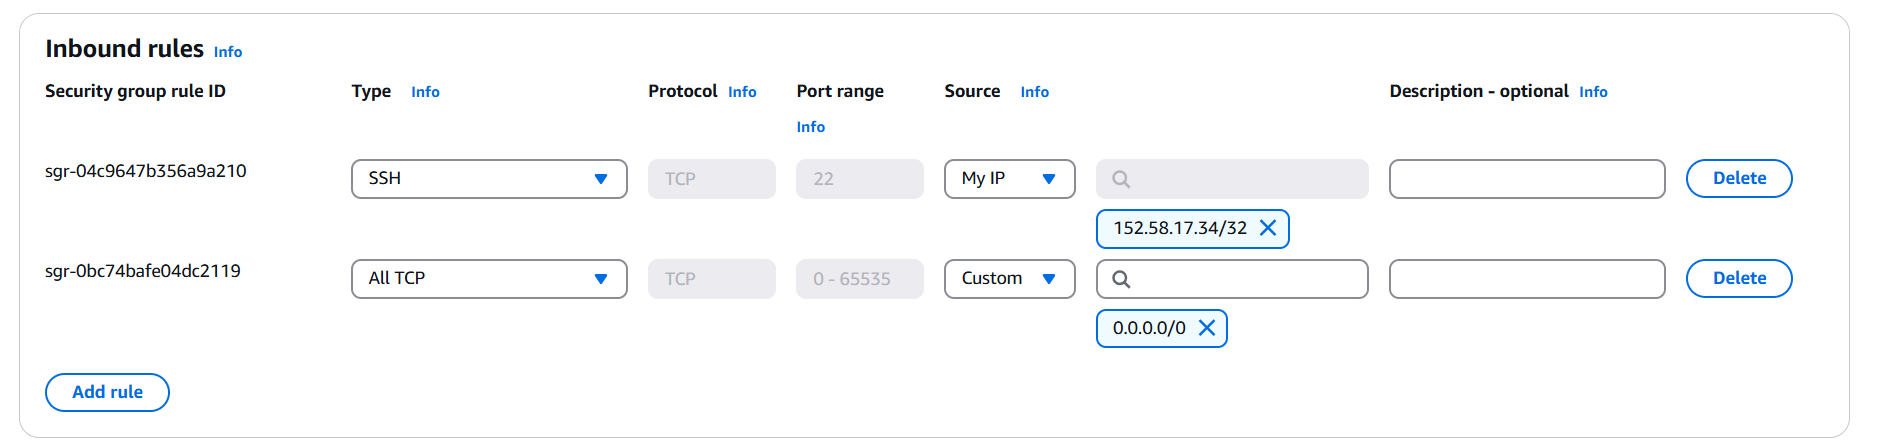 Inbound rules Info
Security group rule ID Type Info Protocol Info Port range Info Source Info Description - optional Info
sgr-04c9647b356a9a210 SSH TCP 22 My IP Delete
152.58.17.34/32
sgr-0bc74bafe04dc2119 All TCP TCP 0 - 65535 Custom Delete
0.0.0.0/0
Add rule